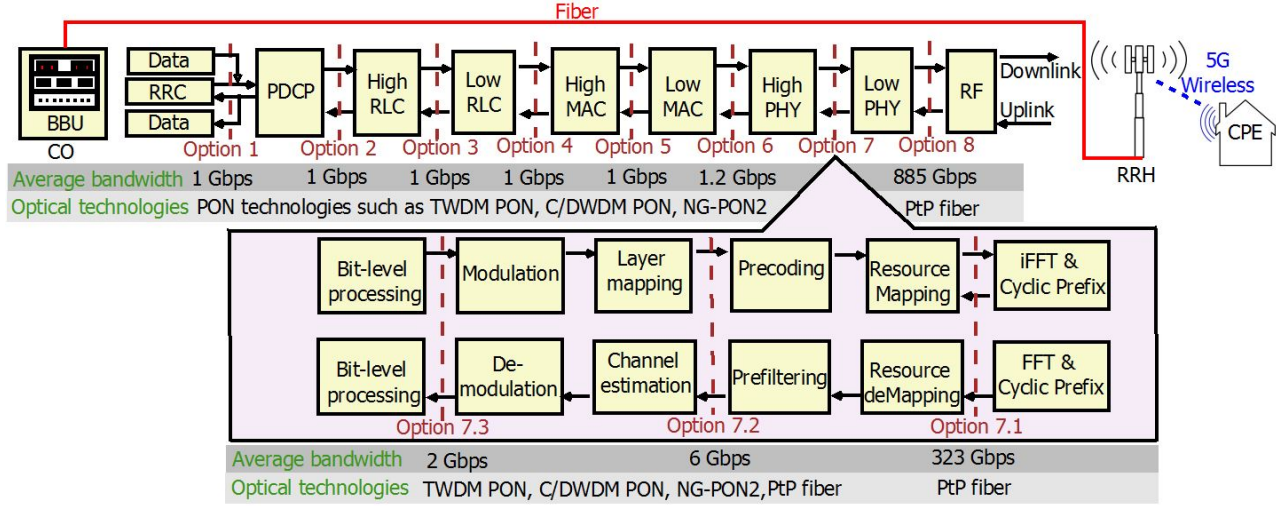 Fiber
BBU
CO
Data
RRC
Data
PDCP
High
RLC
Low
RLC
High
MAC
Low
MAC
High
PHY
Low
PHY
RF
Downlink
Uplink
5G
Wireless
CPE
RRH
Option 1
Option 2
Option 3
Option 4
Option 5
Option 6
Option 7
Option 8
Average bandwidth 1 Gbps 1 Gbps 1 Gbps 1 Gbps 1 Gbps 1.2 Gbps 885 Gbps
Optical technologies PON technologies such as TWDM PON, C/DWDM PON, NG-PON2 PtP fiber
Bit-level
processing
Modulation
Layer
mapping
Precoding
Resource
Mapping
iFFT &
Cyclic Prefix
Bit-level
processing
De-
modulation
Channel
estimation
Prefiltering
Resource
deMapping
FFT &
Cyclic Prefix
Option 7.3
Option 7.2
Option 7.1
Average bandwidth 2 Gbps 6 Gbps 323 Gbps
Optical technologies TWDM PON, C/DWDM PON, NG-PON2, PtP fiber PtP fiber